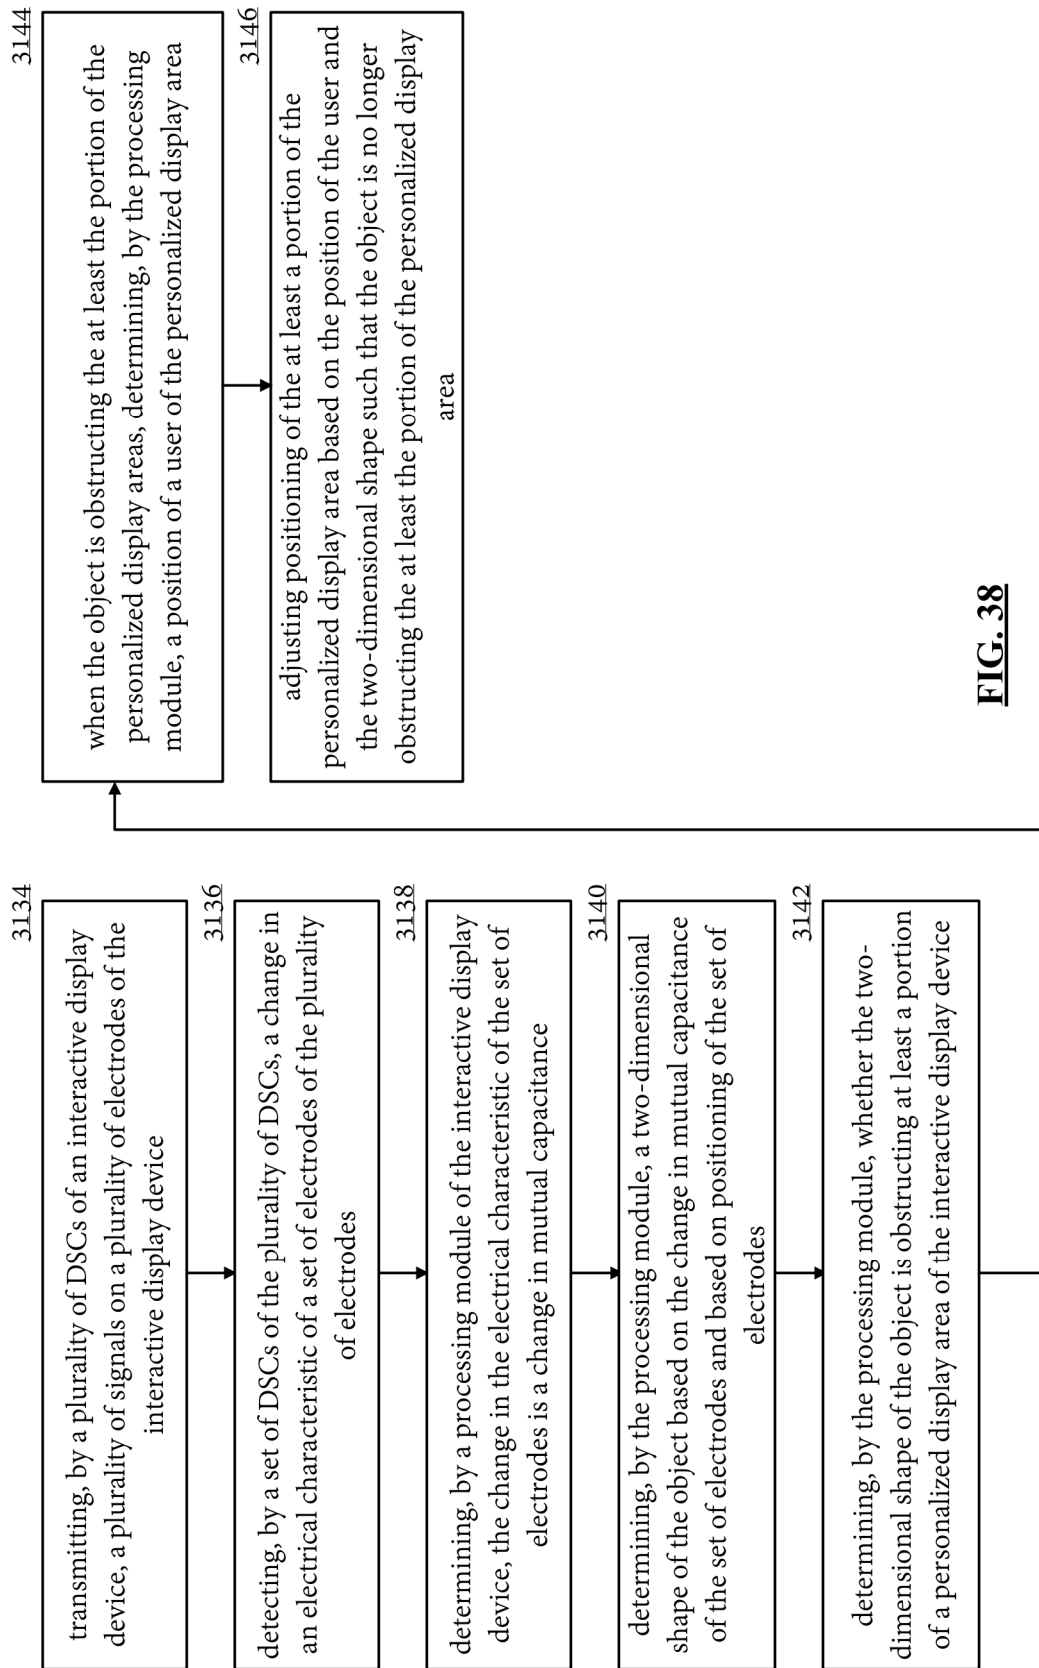 3134
transmitting, by a plurality of DSCs of an interactive display
device, a plurality of signals on a plurality of electrodes of the
interactive display device
3136
detecting, by a set of DSCs of the plurality of DSCs, a change in
an electrical characteristic of a set of electrodes of the plurality
of electrodes
3138
determining, by a processing module of the interactive display
device, the change in the electrical characteristic of the set of
electrodes is a change in mutual capacitance
3140
determining, by the processing module, a two-dimensional
shape of the object based on the change in mutual capacitance
of the set of electrodes and based on positioning of the set of
electrodes
3142
determining, by the processing module, whether the two-
dimensional shape of the object is obstructing at least a portion
of a personalized display area of the interactive display device
3144
when the object is obstructing the at least the portion of the
personalized display areas, determining, by the processing
module, a position of a user of the personalized display area
3146
adjusting positioning of the at least a portion of the
personalized display area based on the position of the user and
the two-dimensional shape such that the object is no longer
obstructing the at least the portion of the personalized display
area
FIG. 38